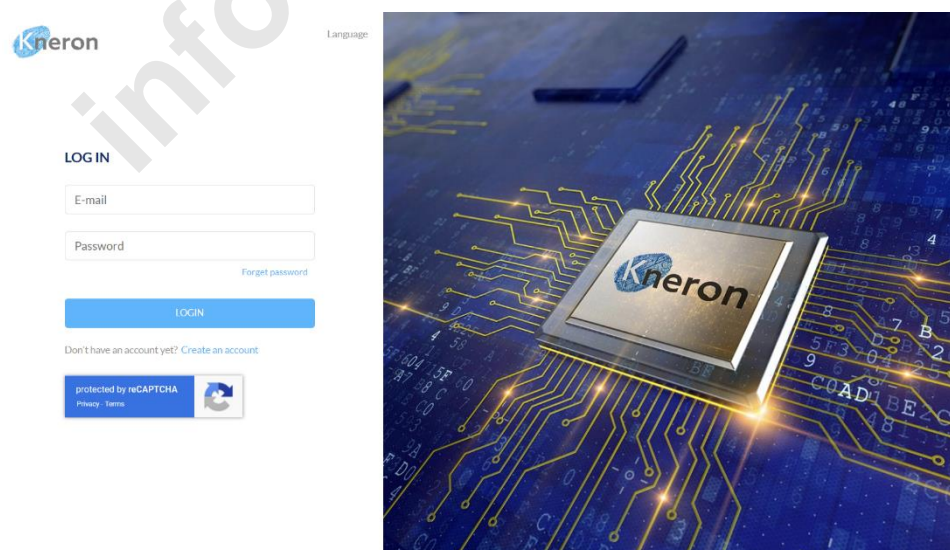 Kneron
Language
info
LOG IN
E-mail
Password
Forget password
LOGIN
Don't have an account yet? Create an account
protected by reCAPTCHA
Privacy - Terms
Kneron